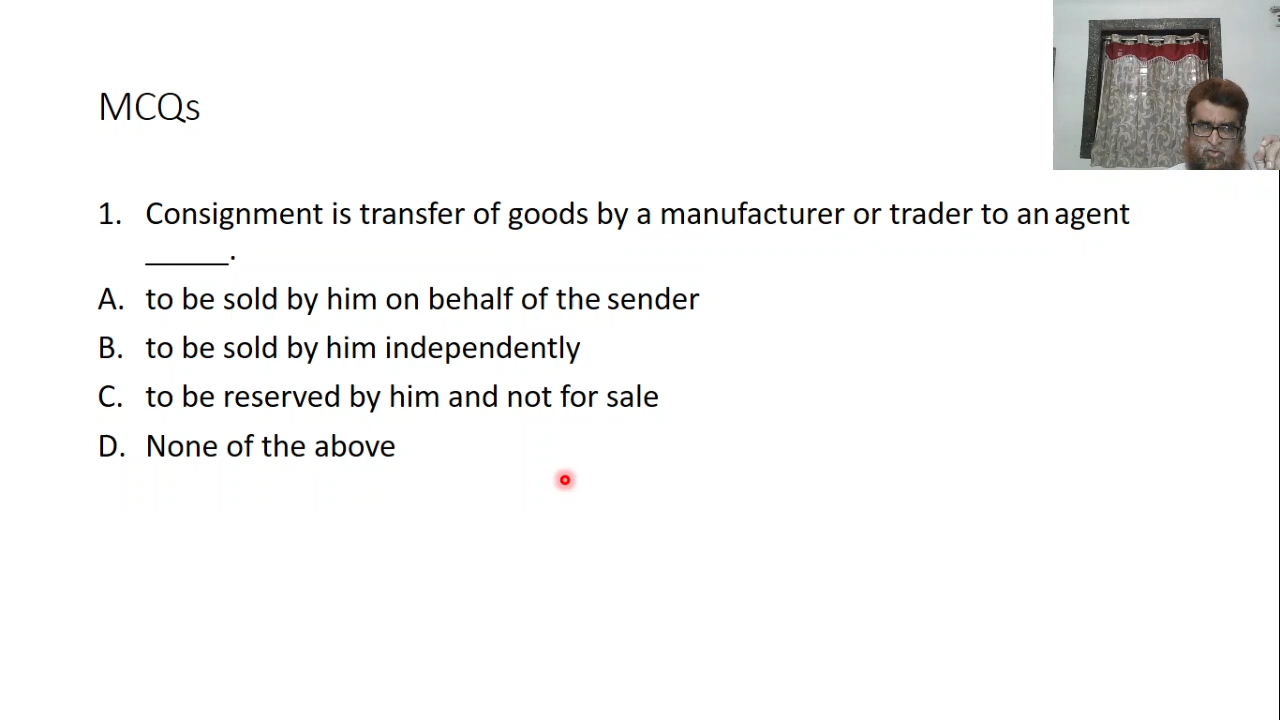 MCQs
1. Consignment is transfer of goods by a manufacturer or trader to an agent
_____.
A. to be sold by him on behalf of the sender
B. to be sold by him independently
C. to be reserved by him and not for sale
D. None of the above